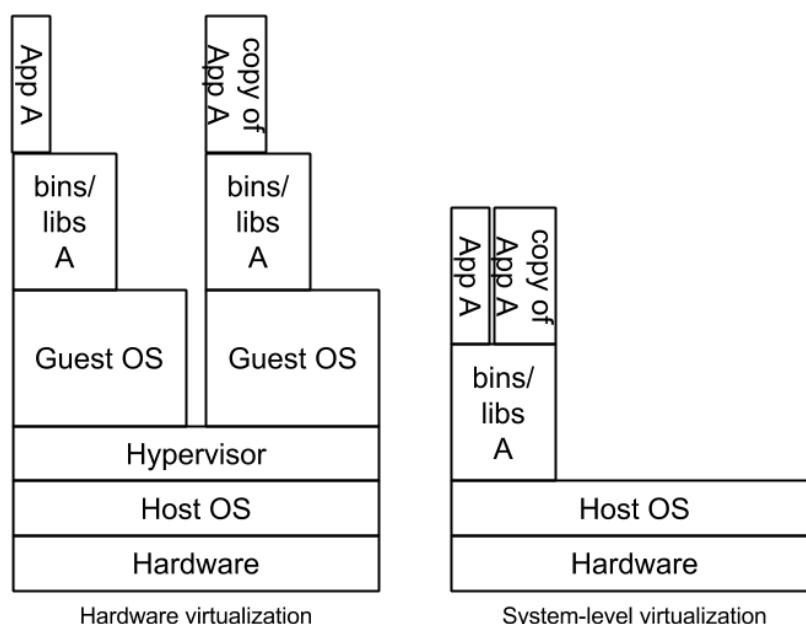 App A
copy of
App A
bins/
libs
A
bins/
libs
A
Guest OS
Guest OS
Hypervisor
Host OS
Hardware
Hardware virtualization
App A
copy of
App A
bins/
libs
A
Host OS
Hardware
System-level virtualization